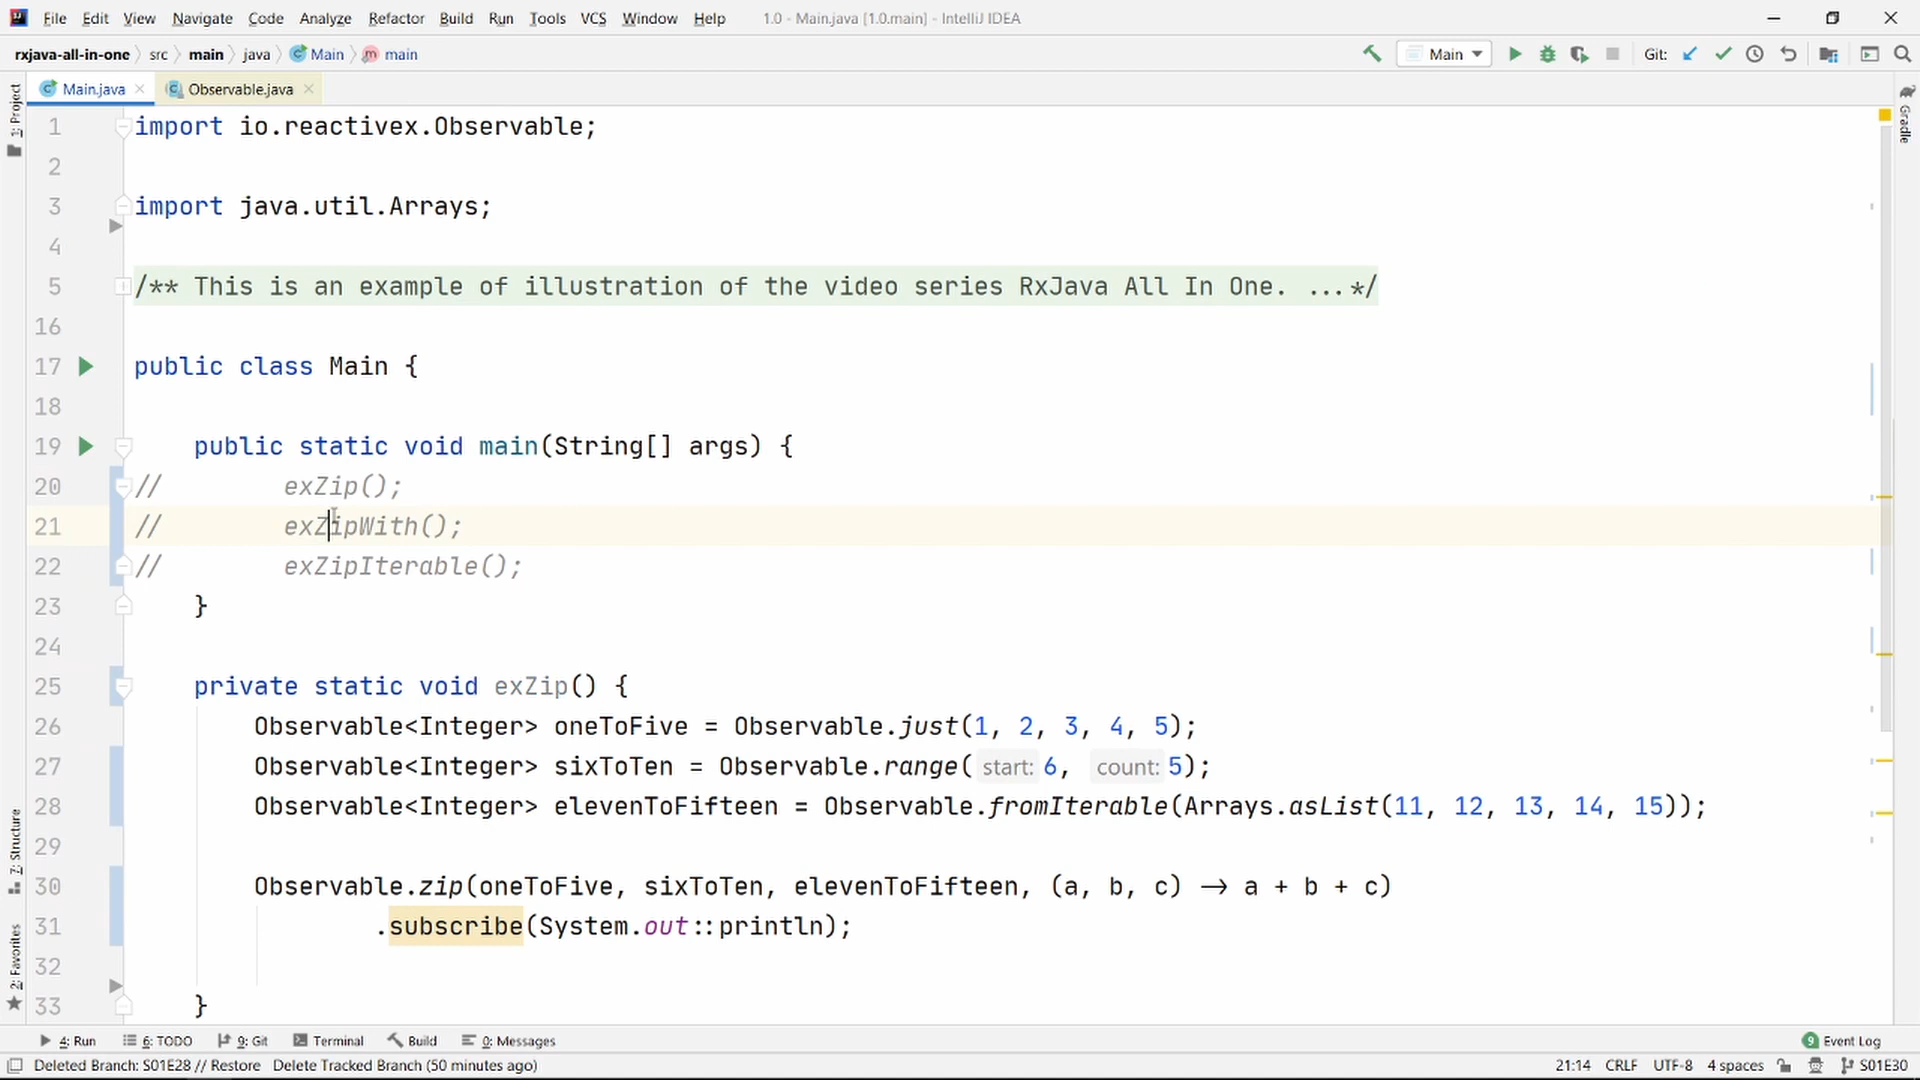 File Edit View Navigate Code Analyze Refactor Build Run Tools VCS Window Help 1.0 - Main.java [1.0.main] - IntelliJ IDEA
rxjava-all-in-one src main java Main main Main Git:
Main.java Observable.java
1: Project
Gradle
1 import io.reactivex.Observable;
2
3 import java.util.Arrays;
4
5 /** This is an example of illustration of the video series RxJava All In One. ...*/
16
17 public class Main {
18
19 public static void main(String[] args) {
20 // exZip();
21 // exZipWith();
22 // exZipIterable();
23 }
24
25 private static void exZip() {
26 Observable<Integer> oneToFive = Observable.just(1, 2, 3, 4, 5);
27 Observable<Integer> sixToTen = Observable.range( start: 6, count: 5);
28 Observable<Integer> elevenToFifteen = Observable.fromIterable(Arrays.asList(11, 12, 13, 14, 15));
29
30 Observable.zip(oneToFive, sixToTen, elevenToFifteen, (a, b, c) → a + b + c)
31 .subscribe(System.out::println);
32
33 }
7: Structure
2: Favorites
4: Run 6: TODO 9: Git Terminal Build 0: Messages 9 Event Log
Deleted Branch: S01E28 // Restore Delete Tracked Branch (50 minutes ago) 21:14 CRLF UTF-8 4 spaces S01E30